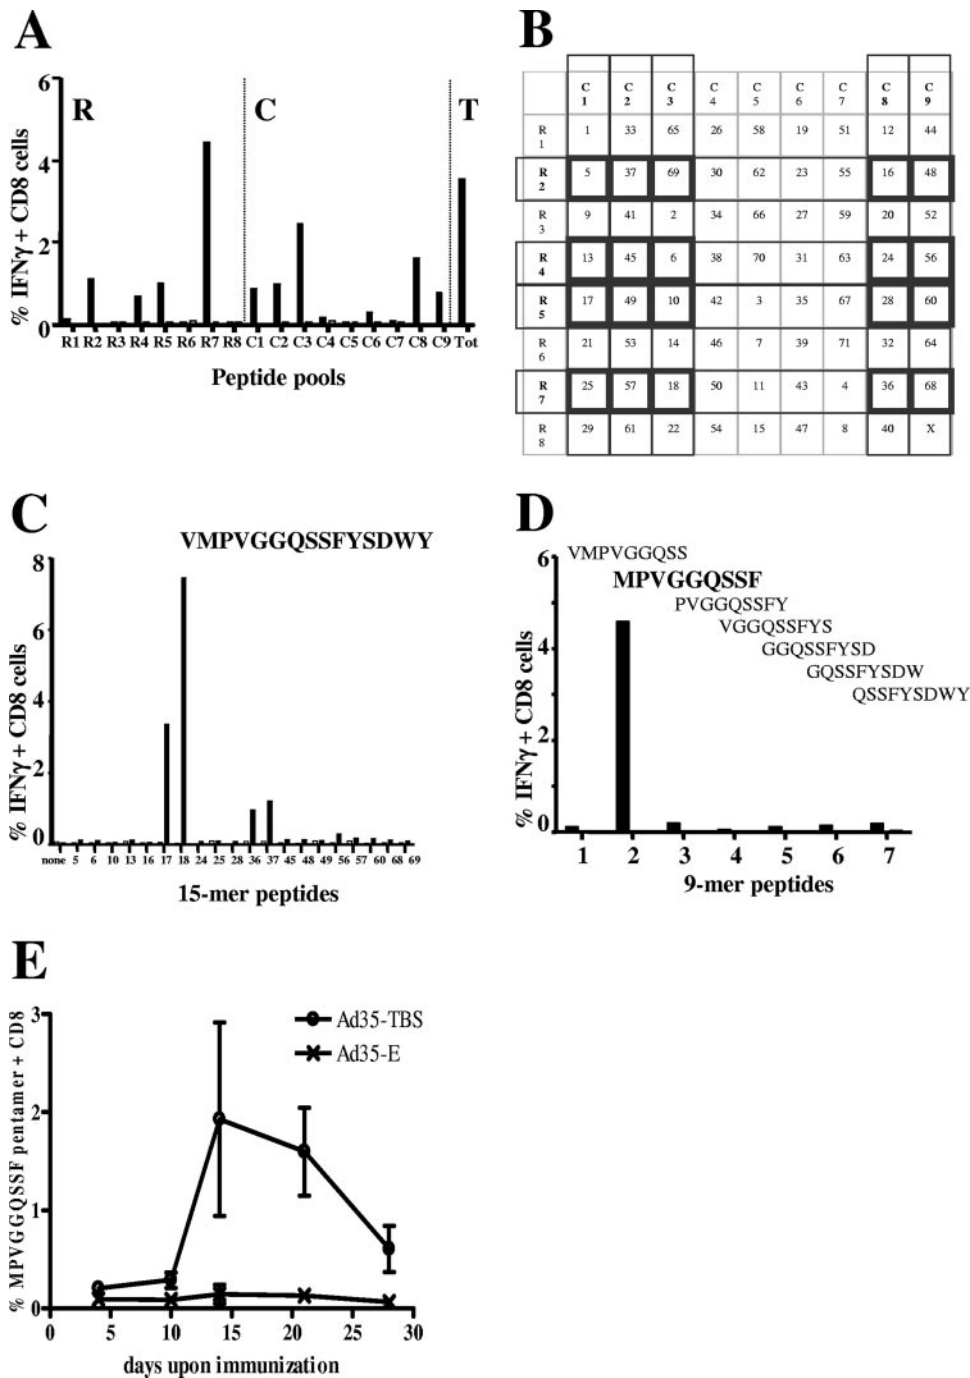 A
6
4
2
0
% IFNγ + CD8 cells
R
C
T
R1 R2 R3 R4 R5 R6 R7 R8 C1 C2 C3 C4 C5 C6 C7 C8 C9 Tot
Peptide pools
B
C 1 C 2 C 3 C 4 C 5 C 6 C 7 C 8 C 9
R 1 1 33 65 26 58 19 51 12 44
R 2 5 37 69 30 62 23 55 16 48
R 3 9 41 2 34 66 27 59 20 52
R 4 13 45 6 38 70 31 63 24 56
R 5 17 49 10 42 3 35 67 28 60
R 6 21 53 14 46 7 39 71 32 64
R 7 25 57 18 50 11 43 4 36 68
R 8 29 61 22 54 15 47 8 40 X
C
VMPVGGQSSFYSDWY
8
6
4
2
0
% IFNγ + CD8 cells
none 5 6 10 13 16 17 18 24 25 28 36 37 45 48 49 56 57 60 68 69
15-mer peptides
D
6
4
2
0
% IFNγ + CD8 cells
VMPVGGQSS
MPVGGQSSF
PVGGQSSFY
VGGQSSFYS
GGQSSFYSD
GQSSFYSDW
QSSFYSDWY
1 2 3 4 5 6 7
9-mer peptides
E
3
2
1
0
% MPVGGQSSF pentamer + CD8
Ad35-TBS
Ad35-E
0 5 10 15 20 25 30
days upon immunization